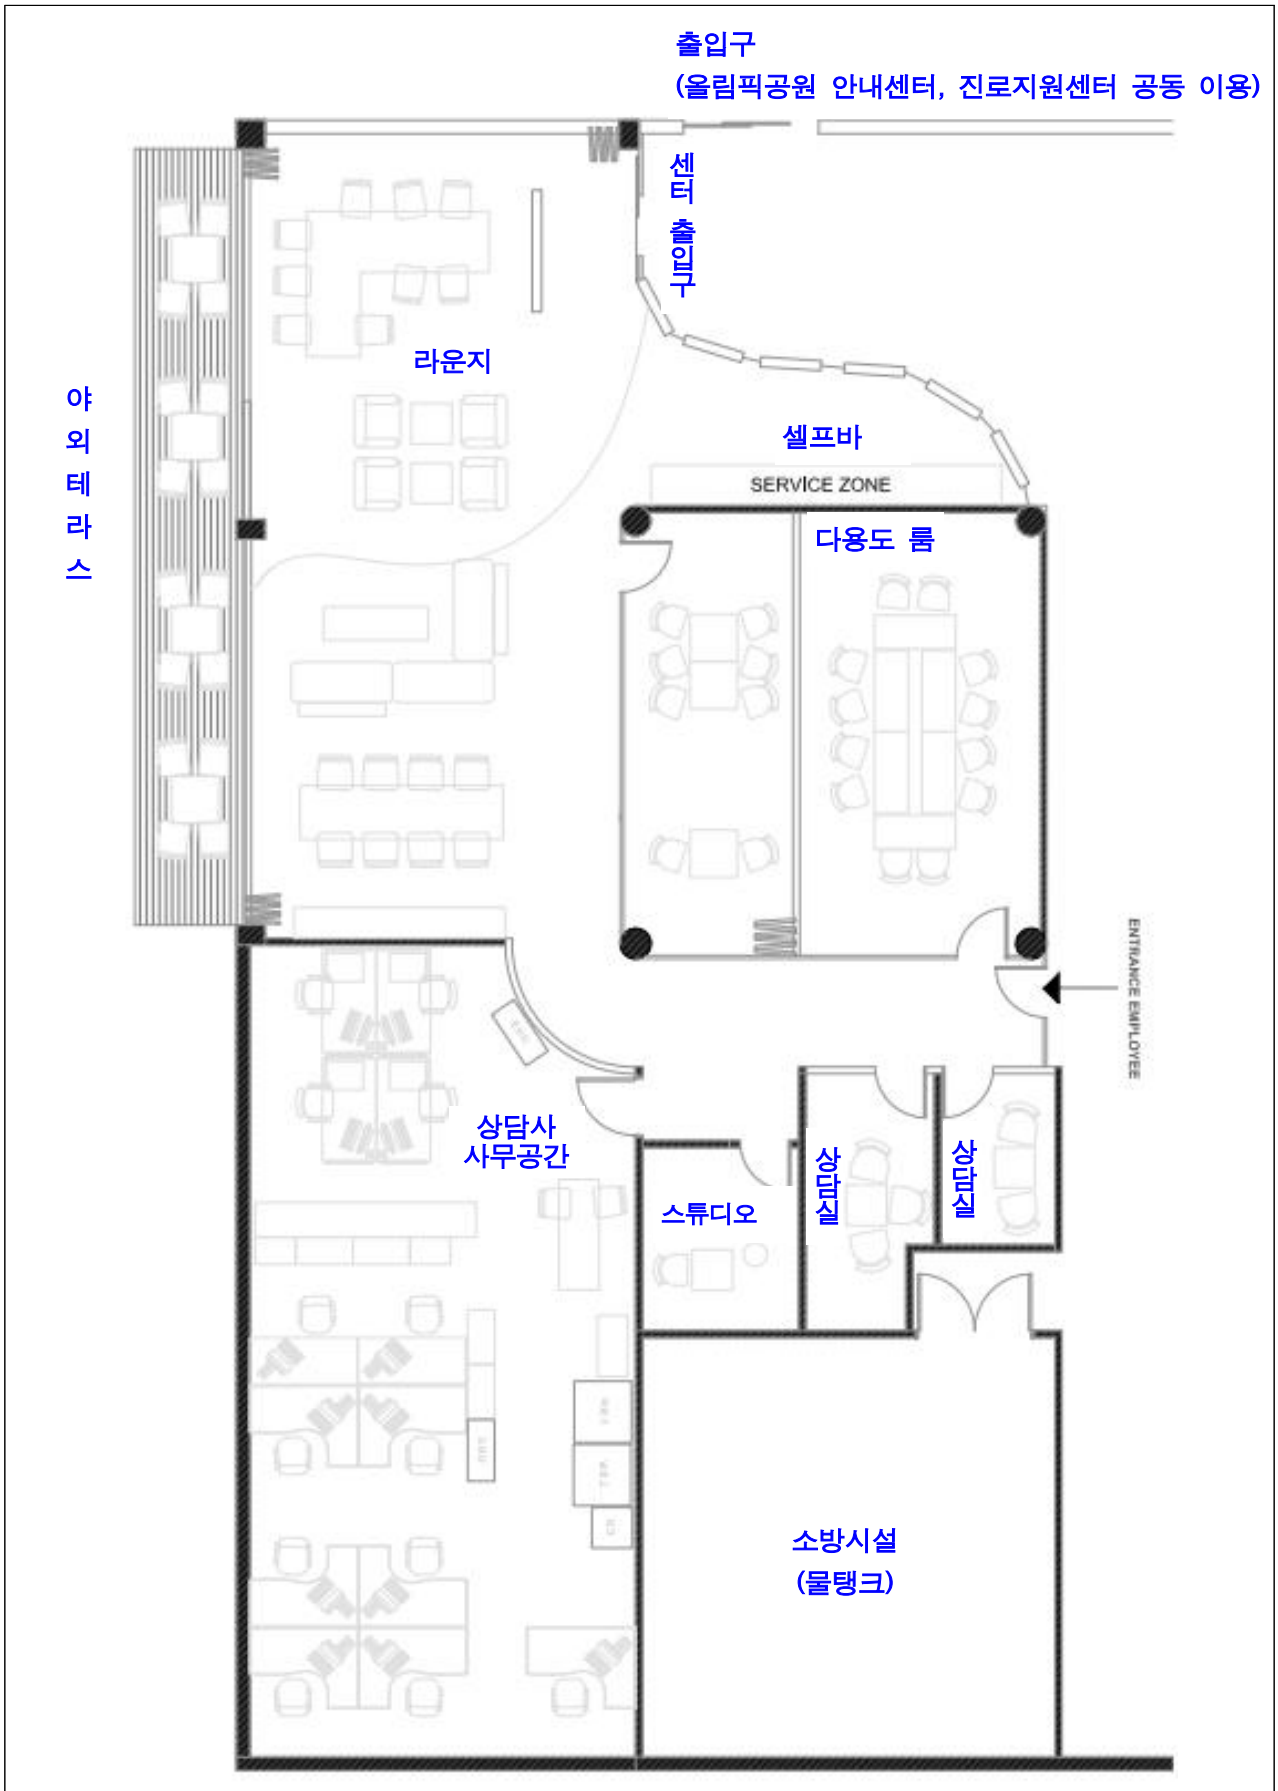 출입구
(올림픽공원 안내센터, 진로지원센터 공동 이용)
센터 출입구
라운지
야외테라스
셀프바
SERVICE ZONE
다용도 룸
ENTRANCE EMPLOYEE
상담사
사무공간
상담실
상담실
스튜디오
소방시설
(물탱크)